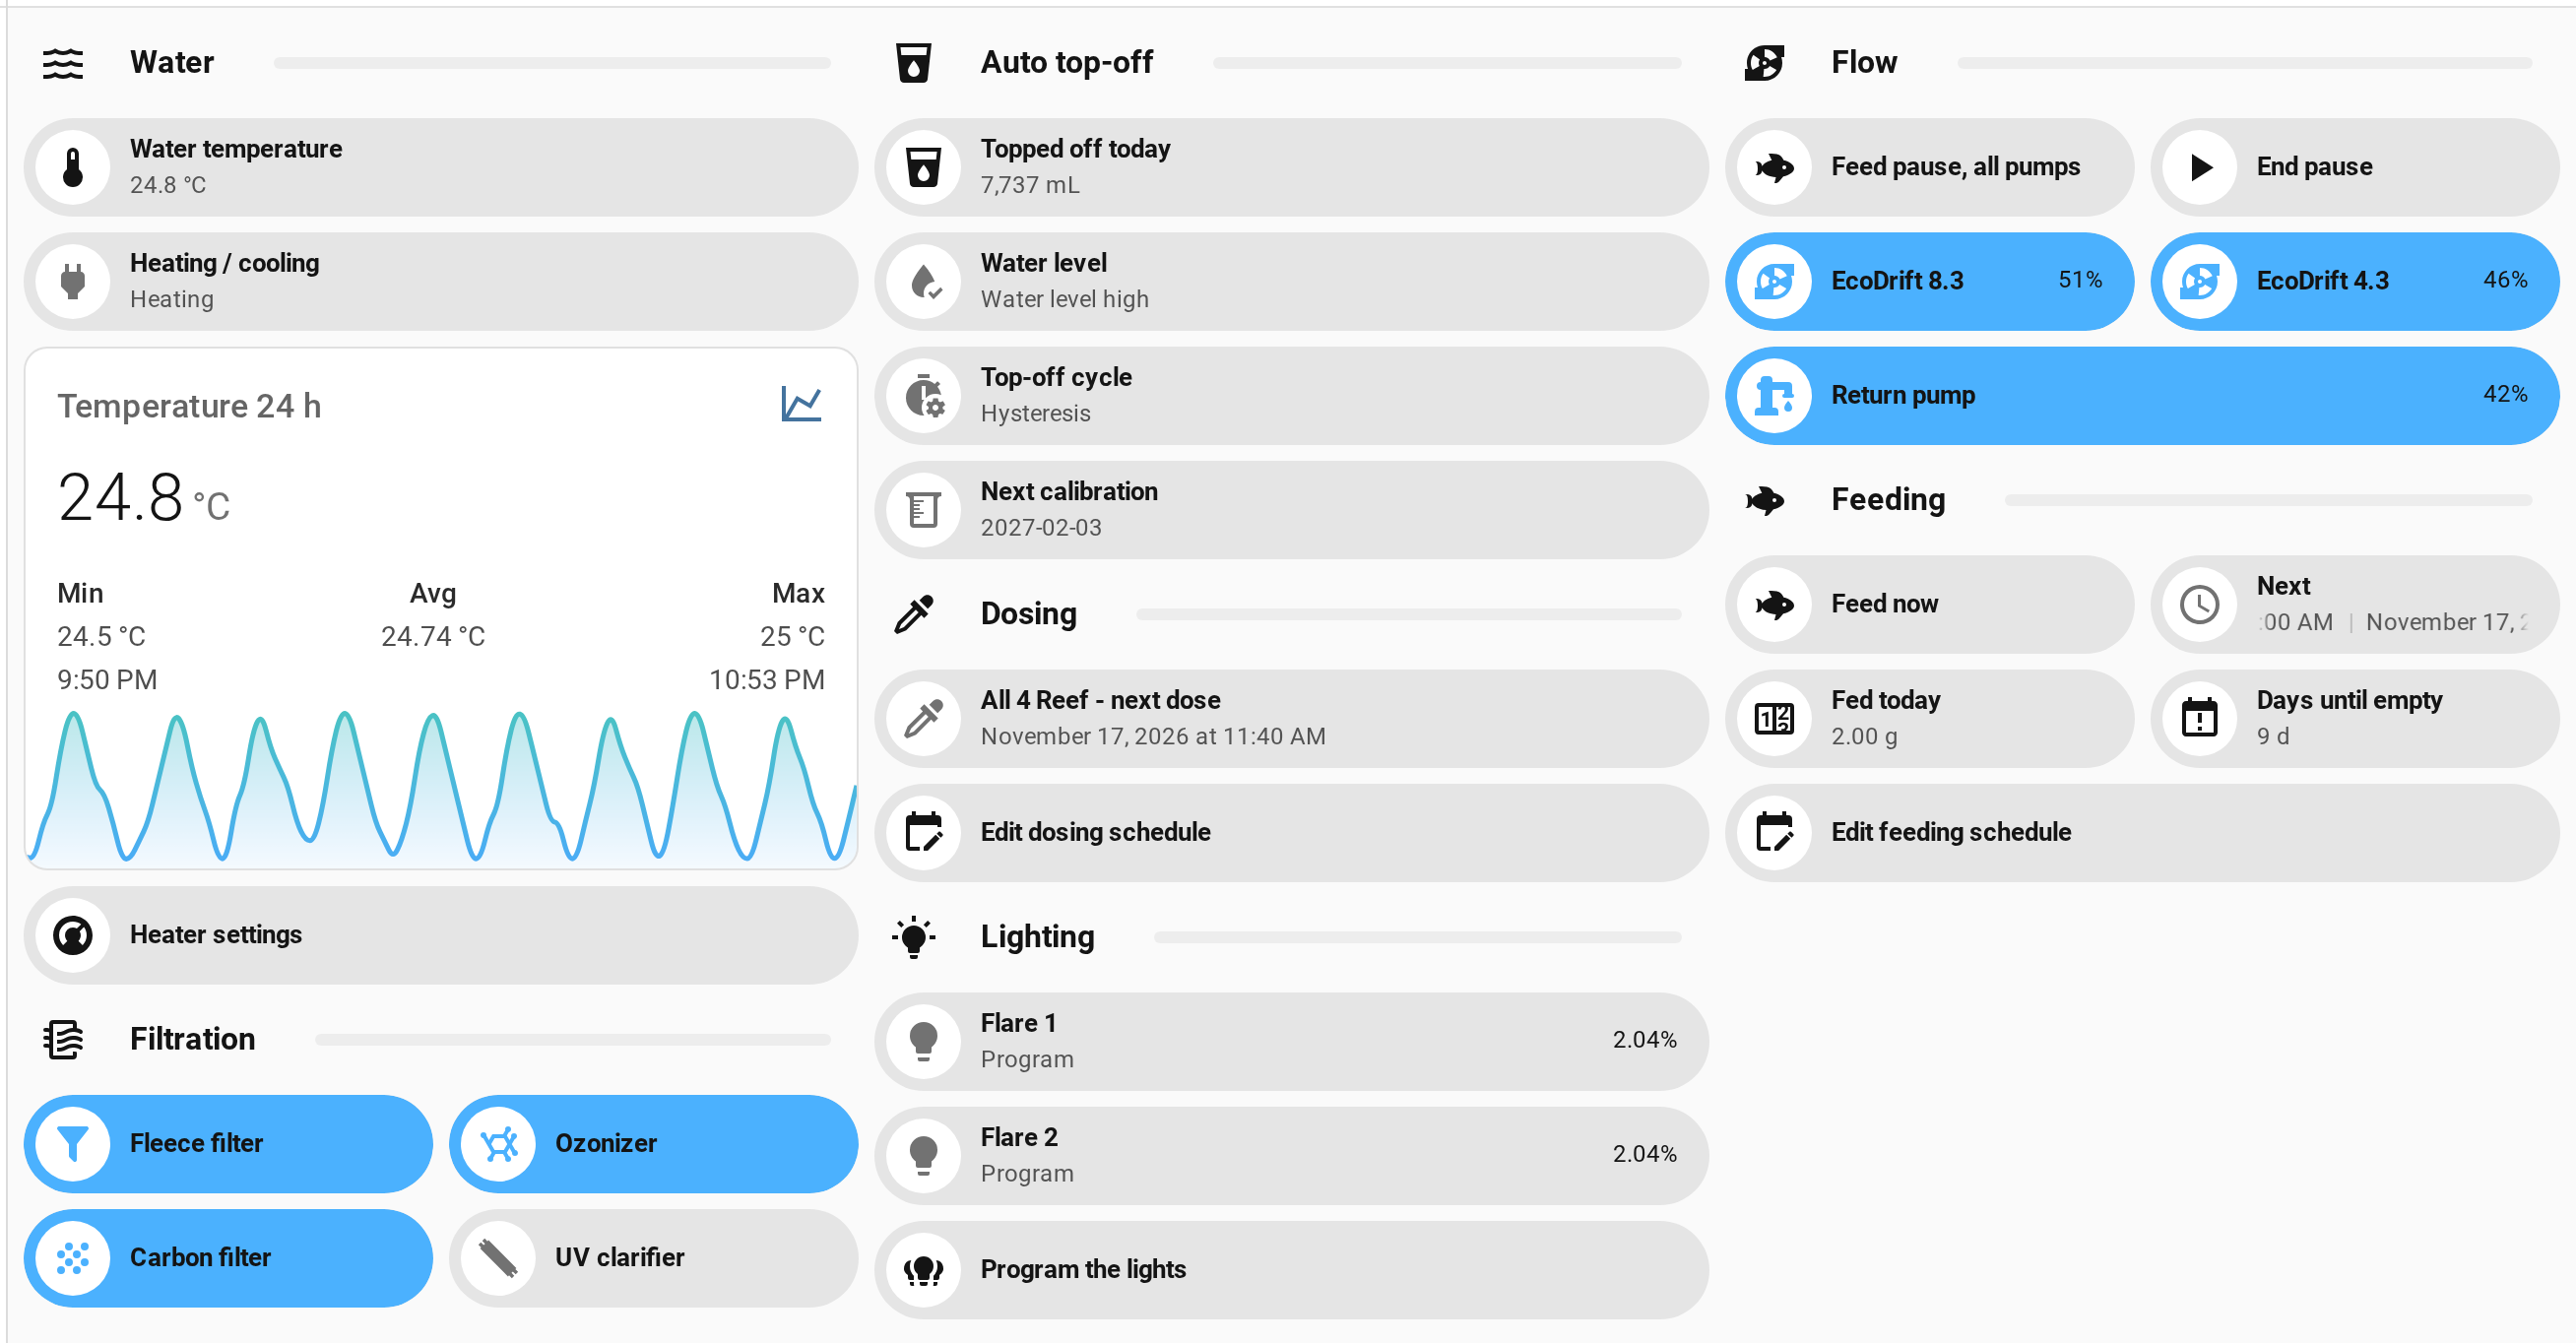 Water
Water temperature
24.8 °C
Heating / cooling
Heating
Temperature 24 h
24.8 °C
Min Avg Max
24.5 °C 24.74 °C 25 °C
9:50 PM 10:53 PM
Heater settings
Filtration
Fleece filter
Ozonizer
Carbon filter
UV clarifier
Auto top-off
Topped off today
7,737 mL
Water level
Water level high
Top-off cycle
Hysteresis
Next calibration
2027-02-03
Dosing
All 4 Reef - next dose
November 17, 2026 at 11:40 AM
Edit dosing schedule
Lighting
Flare 1
Program
2.04%
Flare 2
Program
2.04%
Program the lights
Flow
Feed pause, all pumps
End pause
EcoDrift 8.3 51%
EcoDrift 4.3 46%
Return pump 42%
Feeding
Feed now
Next
:00 AM | November 17,
Fed today
2.00 g
Days until empty
9 d
Edit feeding schedule